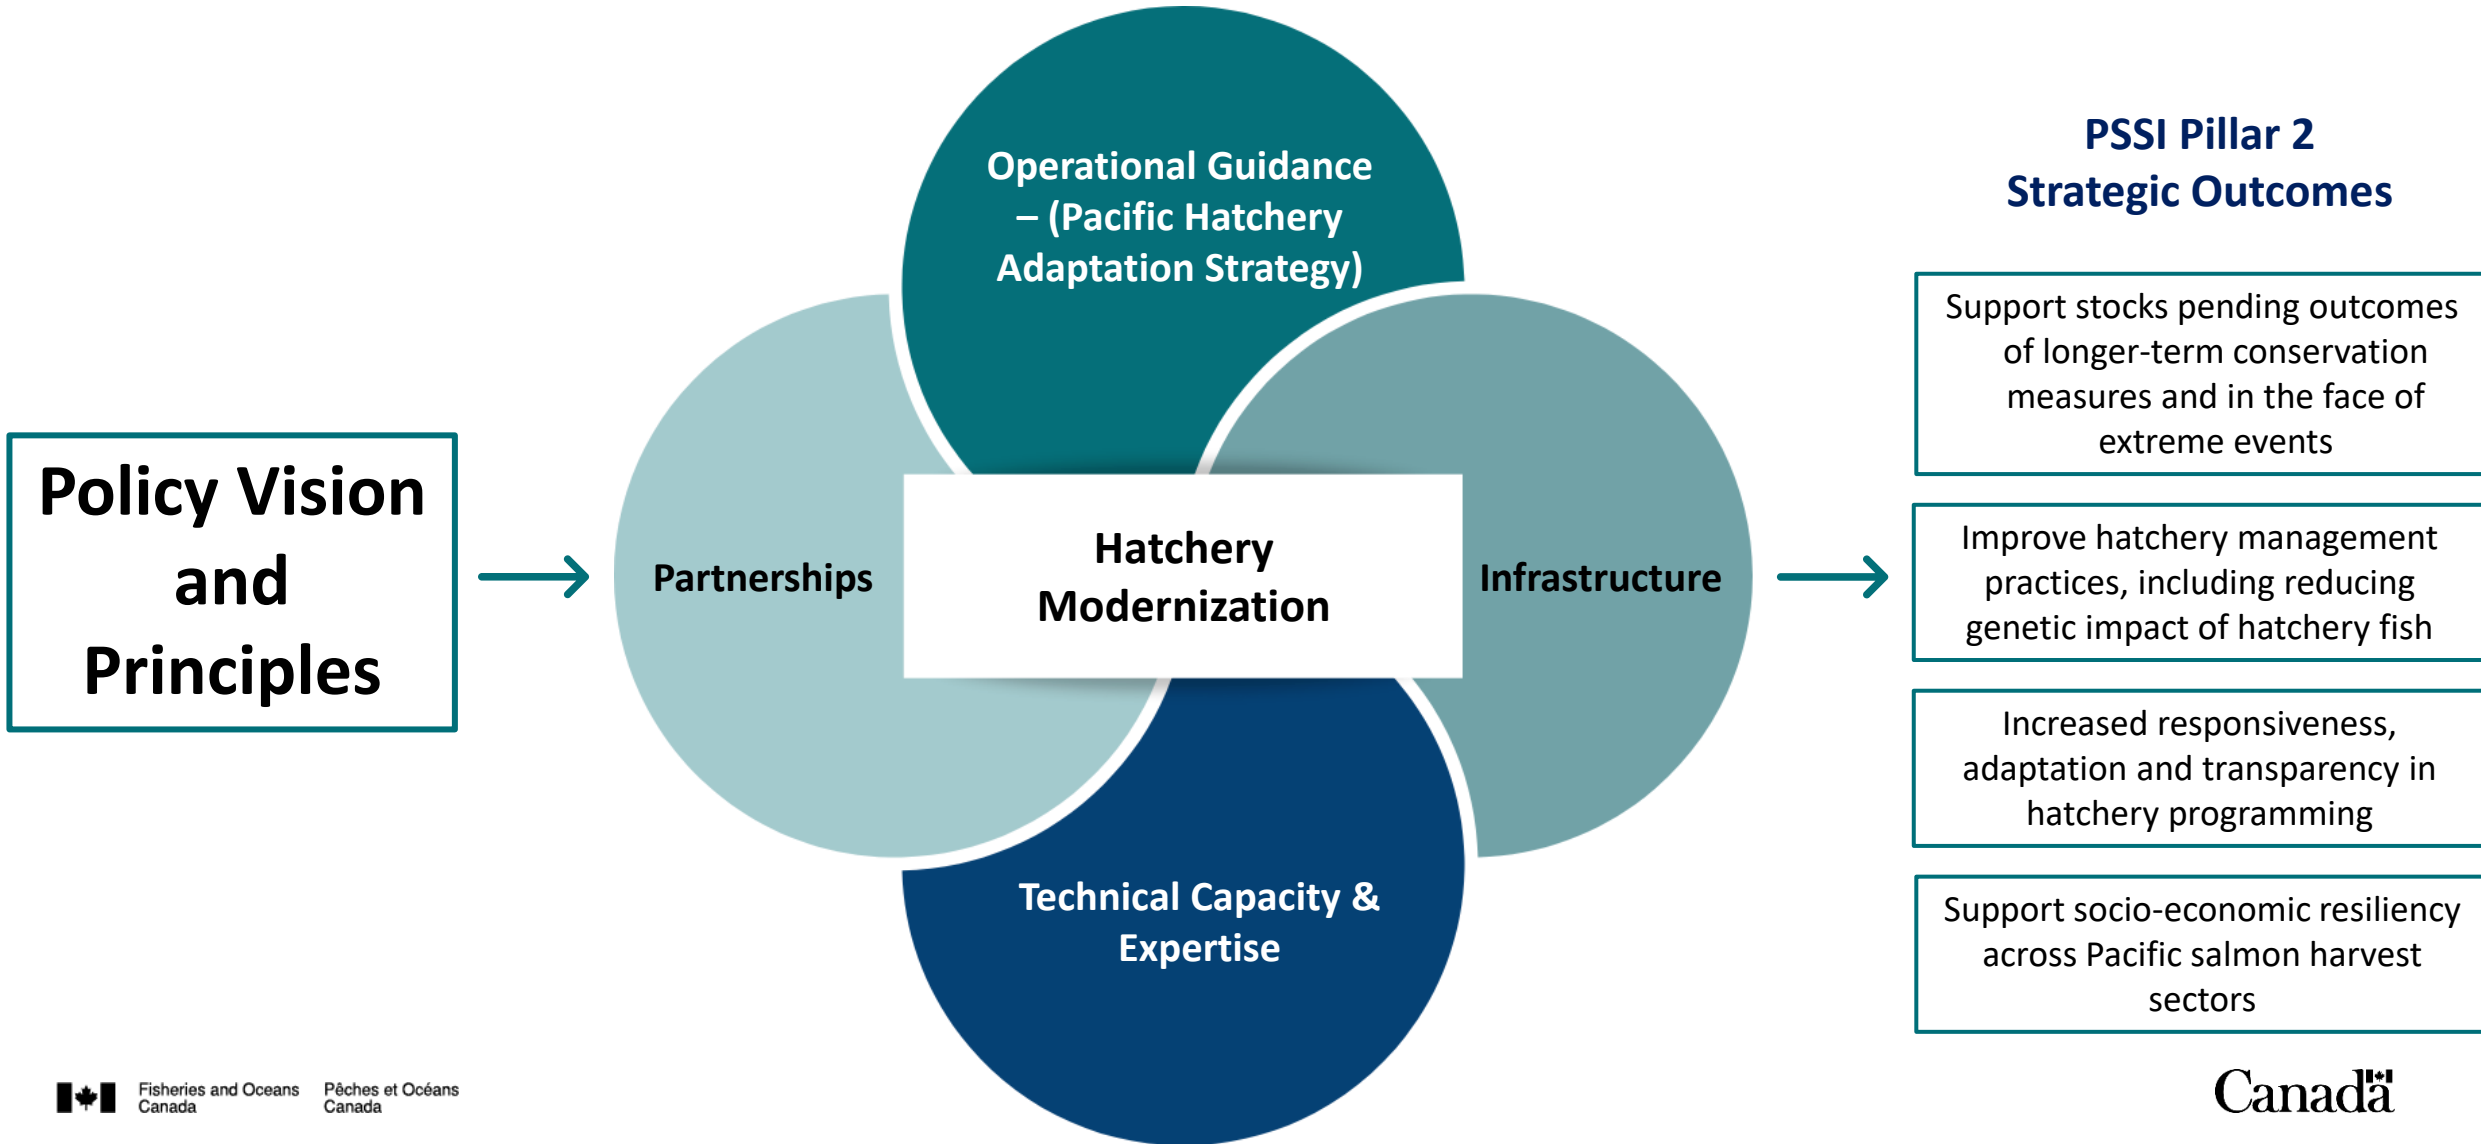 Policy Vision
and
Principles
Operational Guidance
– (Pacific Hatchery
Adaptation Strategy)
Partnerships
Hatchery
Modernization
Infrastructure
Technical Capacity &
Expertise
PSSI Pillar 2
Strategic Outcomes
Support stocks pending outcomes
of longer-term conservation
measures and in the face of
extreme events
Improve hatchery management
practices, including reducing
genetic impact of hatchery fish
Increased responsiveness,
adaptation and transparency in
hatchery programming
Support socio-economic resiliency
across Pacific salmon harvest
sectors
Fisheries and Oceans
Canada
Pêches et Océans
Canada
Canada